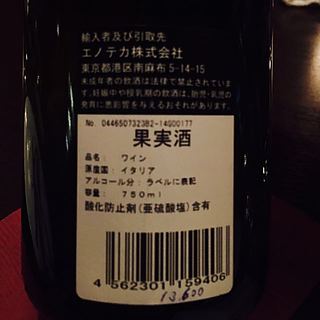 輸入者及び引取先
エノテカ株式会社
東京都港区南麻布5-14-15
未成年者の飲酒は法律で禁止されていま
す。妊娠中や授乳期の飲酒は、胎児・乳児の
発育に悪影響を与えるおそれがあります。
No. 0446507323B2-14G00177
果実酒
品名: ワイン
原産国: イタリア
アルコール分: ラベルに表記
容量: 750ml
酸化防止剤(亜硫酸塩)含有
4 562301 159406
13,600